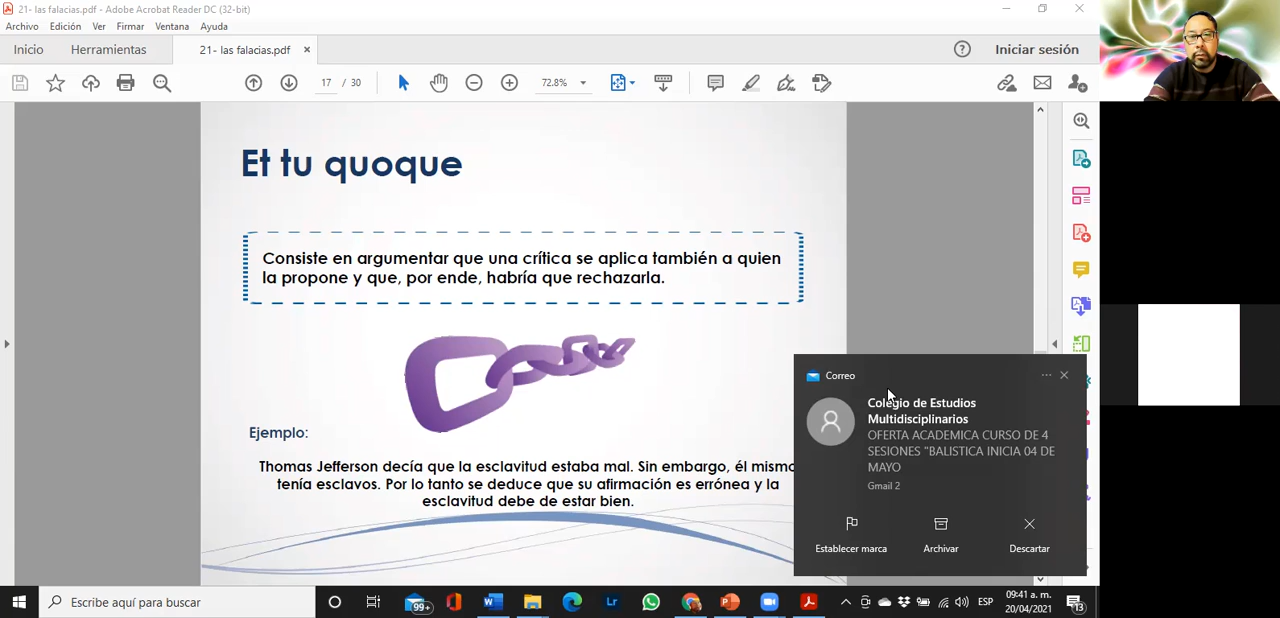 21- las falacias.pdf - Adobe Acrobat Reader DC (32-bit)
Archivo Edición Ver Firmar Ventana Ayuda
Inicio Herramientas 21- las falacias.pdf × Iniciar sesión
17 / 30 72.8%
Et tu quoque
Consiste en argumentar que una crítica se aplica también a quien
la propone y que, por ende, habría que rechazarla.
Ejemplo:
Thomas Jefferson decía que la esclavitud estaba mal. Sin embargo, él mismo
tenía esclavos. Por lo tanto se deduce que su afirmación es errónea y la
esclavitud debe de estar bien.
Correo
Colegio de Estudios
Multidisciplinarios
OFERTA ACADEMICA CURSO DE 4
SESIONES "BALISTICA INICIA 04 DE
MAYO
Gmail 2
Establecer marca Archivar Descartar
Escribe aquí para buscar
99+
Lr
ESP
09:41 a. m.
20/04/2021
13